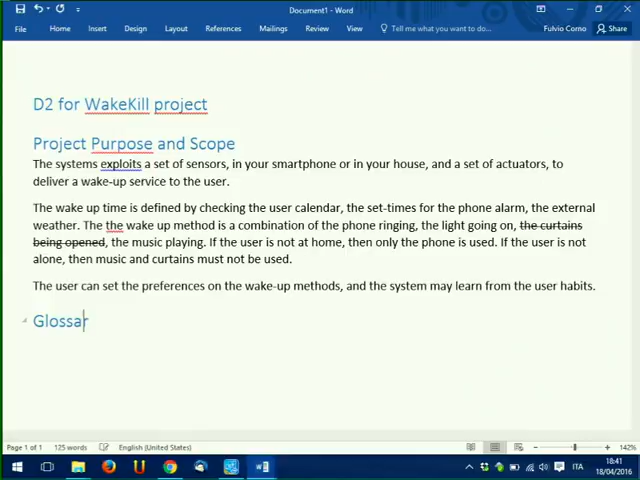 Document1 - Word
File Home Insert Design Layout References Mailings Review View Tell me what you want to do... Fulvio Corno Share
D2 for WakeKill project
Project Purpose and Scope
The systems exploits a set of sensors, in your smartphone or in your house, and a set of actuators, to
deliver a wake-up service to the user.
The wake up time is defined by checking the user calendar, the set-times for the phone alarm, the external
weather. The the wake up method is a combination of the phone ringing, the light going on, the curtains
being opened, the music playing. If the user is not at home, then only the phone is used. If the user is not
alone, then music and curtains must not be used.
The user can set the preferences on the wake-up methods, and the system may learn from the user habits.
Glossar
Page 1 of 1 125 words English (United States) 142%
ITA 18:41
18/04/2016